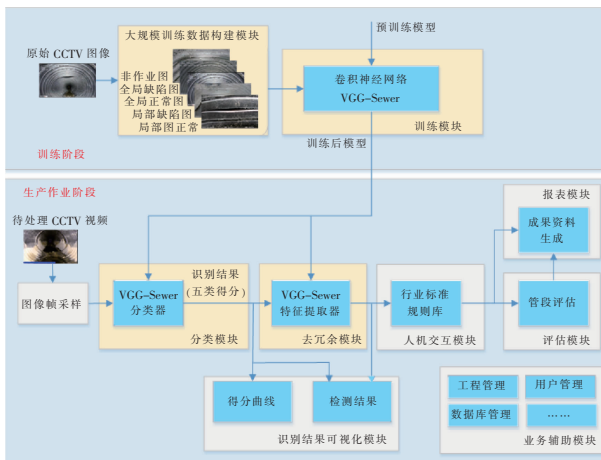 预训练模型
大规模训练数据构建模块
原始 CCTV 图像
非作业图
全局缺陷图
全局正常图
局部缺陷图
局部图正常
卷积神经网络
VGG-Sewer
训练模块
训练后模型
训练阶段
生产作业阶段
待处理 CCTV 视频
图像帧采样
VGG-Sewer
分类器
分类模块
识别结果
(五类得分)
VGG-Sewer
特征提取器
去冗余模块
行业标准
规则库
人机交互模块
报表模块
成果资料
生成
管段评估
评估模块
得分曲线
检测结果
识别结果可视化模块
工程管理
用户管理
数据库管理
……
业务辅助模块